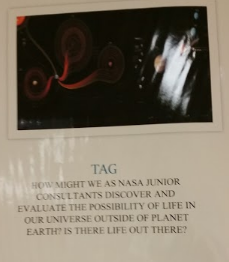 TAG
HOW MIGHT WE AS NASA JUNIOR
CONSULTANTS DISCOVER AND
EVALUATE THE POSSIBILITY OF LIFE IN
OUR UNIVERSE OUTSIDE OF PLANET
EARTH? IS THERE LIFE OUT THERE?